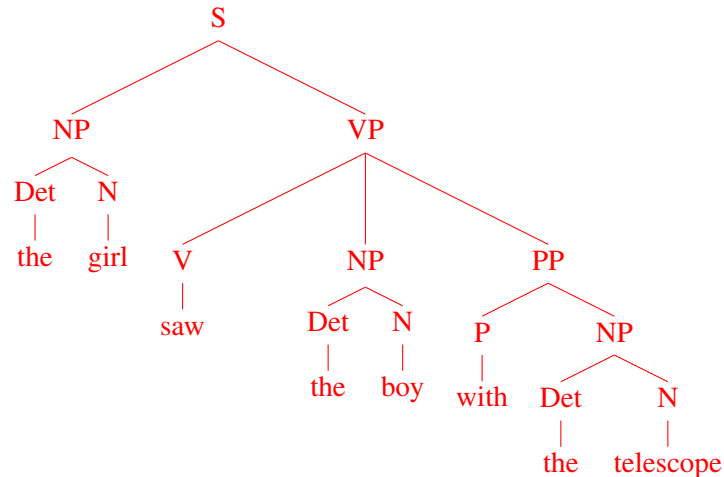 S
NP VP
Det N
the girl V NP PP
saw Det N P NP
the boy with Det N
the telescope